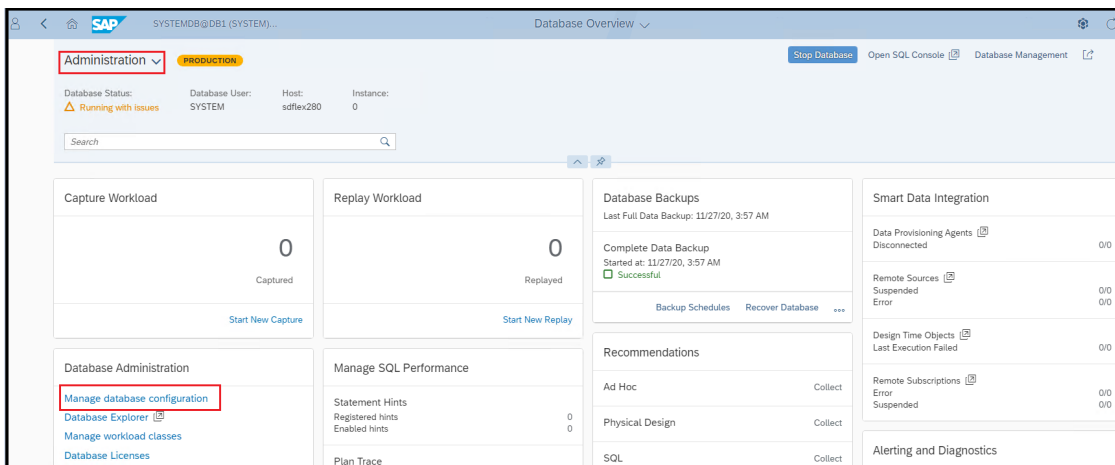 SAP SYSTEMDB@DB1 (SYSTEM)... Database Overview
Administration PRODUCTION Stop Database Open SQL Console Database Management
Database Status: Database User: Host: Instance:
Running with issues SYSTEM sdflex280 0
Search
Capture Workload
0
Captured
Start New Capture
Replay Workload
0
Replayed
Start New Replay
Database Backups
Last Full Data Backup: 11/27/20, 3:57 AM
Complete Data Backup
Started at: 11/27/20, 3:57 AM
Successful
Backup Schedules Recover Database
Smart Data Integration
Data Provisioning Agents
Disconnected 0/0
Remote Sources
Suspended 0/0
Error 0/0
Design Time Objects
Last Execution Failed 0/0
Remote Subscriptions
Error 0/0
Suspended 0/0
Database Administration
Manage database configuration
Database Explorer
Manage workload classes
Database Licenses
Manage SQL Performance
Statement Hints
Registered hints 0
Enabled hints 0
Plan Trace
Recommendations
Ad Hoc Collect
Physical Design Collect
SQL Collect
Alerting and Diagnostics